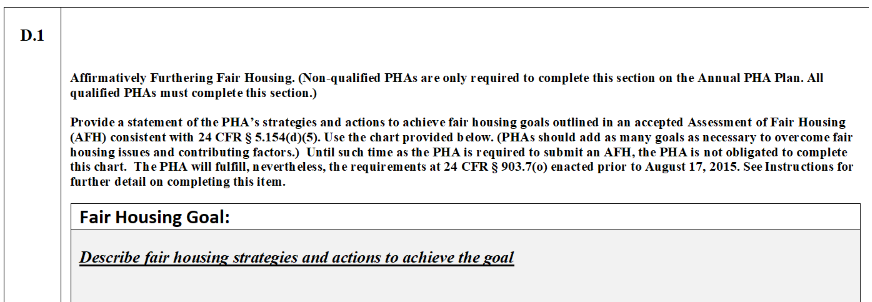 D.1
Affirmatively Furthering Fair Housing. (Non-qualified PHAs are only required to complete this section on the Annual PHA Plan. All
qualified PHAs must complete this section.)
Provide a statement of the PHA's strategies and actions to achieve fair housing goals outlined in an accepted Assessment of Fair Housing
(AFH) consistent with 24 CFR § 5.154(d)(5). Use the chart provided below. (PHAs should add as many goals as necessary to overcome fair
housing issues and contributing factors.) Until such time as the PHA is required to submit an AFH, the PHA is not obligated to complete
this chart. The PHA will fulfill, nevertheless, the requirements at 24 CFR § 903.7(o) enacted prior to August 17, 2015. See Instructions for
further detail on completing this item.
Fair Housing Goal:
Describe fair housing strategies and actions to achieve the goal